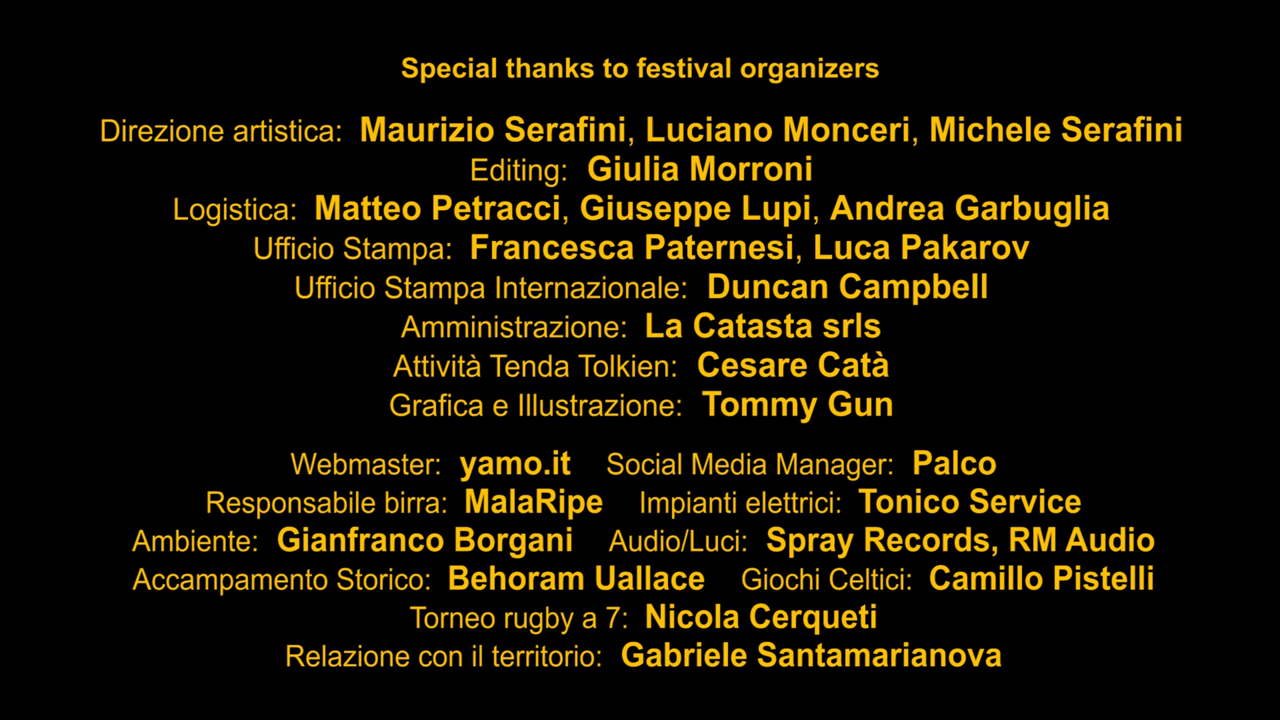 Special thanks to festival organizers
Direzione artistica: Maurizio Serafini, Luciano Monceri, Michele Serafini
Editing: Giulia Morroni
Logistica: Matteo Petracci, Giuseppe Lupi, Andrea Garbuglia
Ufficio Stampa: Francesca Paternesi, Luca Pakarov
Ufficio Stampa Internazionale: Duncan Campbell
Amministrazione: La Catasta srls
Attività Tenda Tolkien: Cesare Catà
Grafica e Illustrazione: Tommy Gun
Webmaster: yamo.it Social Media Manager: Palco
Responsabile birra: MalaRipe Impianti elettrici: Tonico Service
Ambiente: Gianfranco Borgani Audio/Luci: Spray Records, RM Audio
Accampamento Storico: Behoram Uallace Giochi Celtici: Camillo Pistelli
Torneo rugby a 7: Nicola Cerqueti
Relazione con il territorio: Gabriele Santamarianova